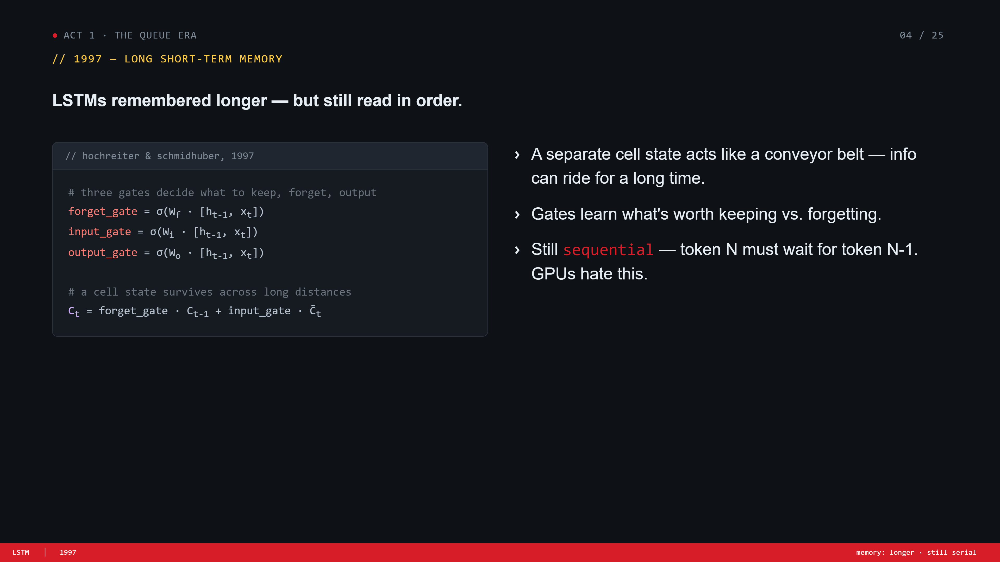 ● ACT 1 · THE QUEUE ERA
04 / 25
// 1997 — LONG SHORT-TERM MEMORY
LSTMs remembered longer — but still read in order.
// hochreiter & schmidhuber, 1997
# three gates decide what to keep, forget, output
forget_gate = σ(W_f · [h_t-1, x_t])
input_gate = σ(W_i · [h_t-1, x_t])
output_gate = σ(W_o · [h_t-1, x_t])
# a cell state survives across long distances
C_t = forget_gate · C_t-1 + input_gate · C̃_t
› A separate cell state acts like a conveyor belt — info
can ride for a long time.
› Gates learn what's worth keeping vs. forgetting.
› Still sequential — token N must wait for token N-1.
GPUs hate this.
LSTM | 1997
memory: longer · still serial